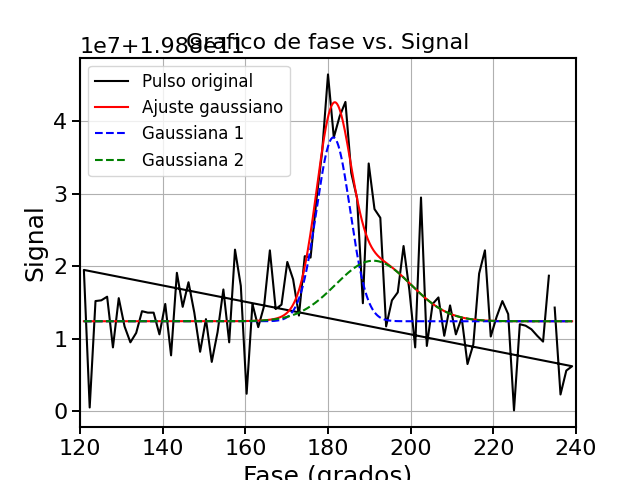 Grafico de fase vs. Signal
1e7+1.988e11
Pulso original
Ajuste gaussiano
Gaussiana 1
Gaussiana 2
Signal
4
3
2
1
0
120 140 160 180 200 220 240
Fase (grados)